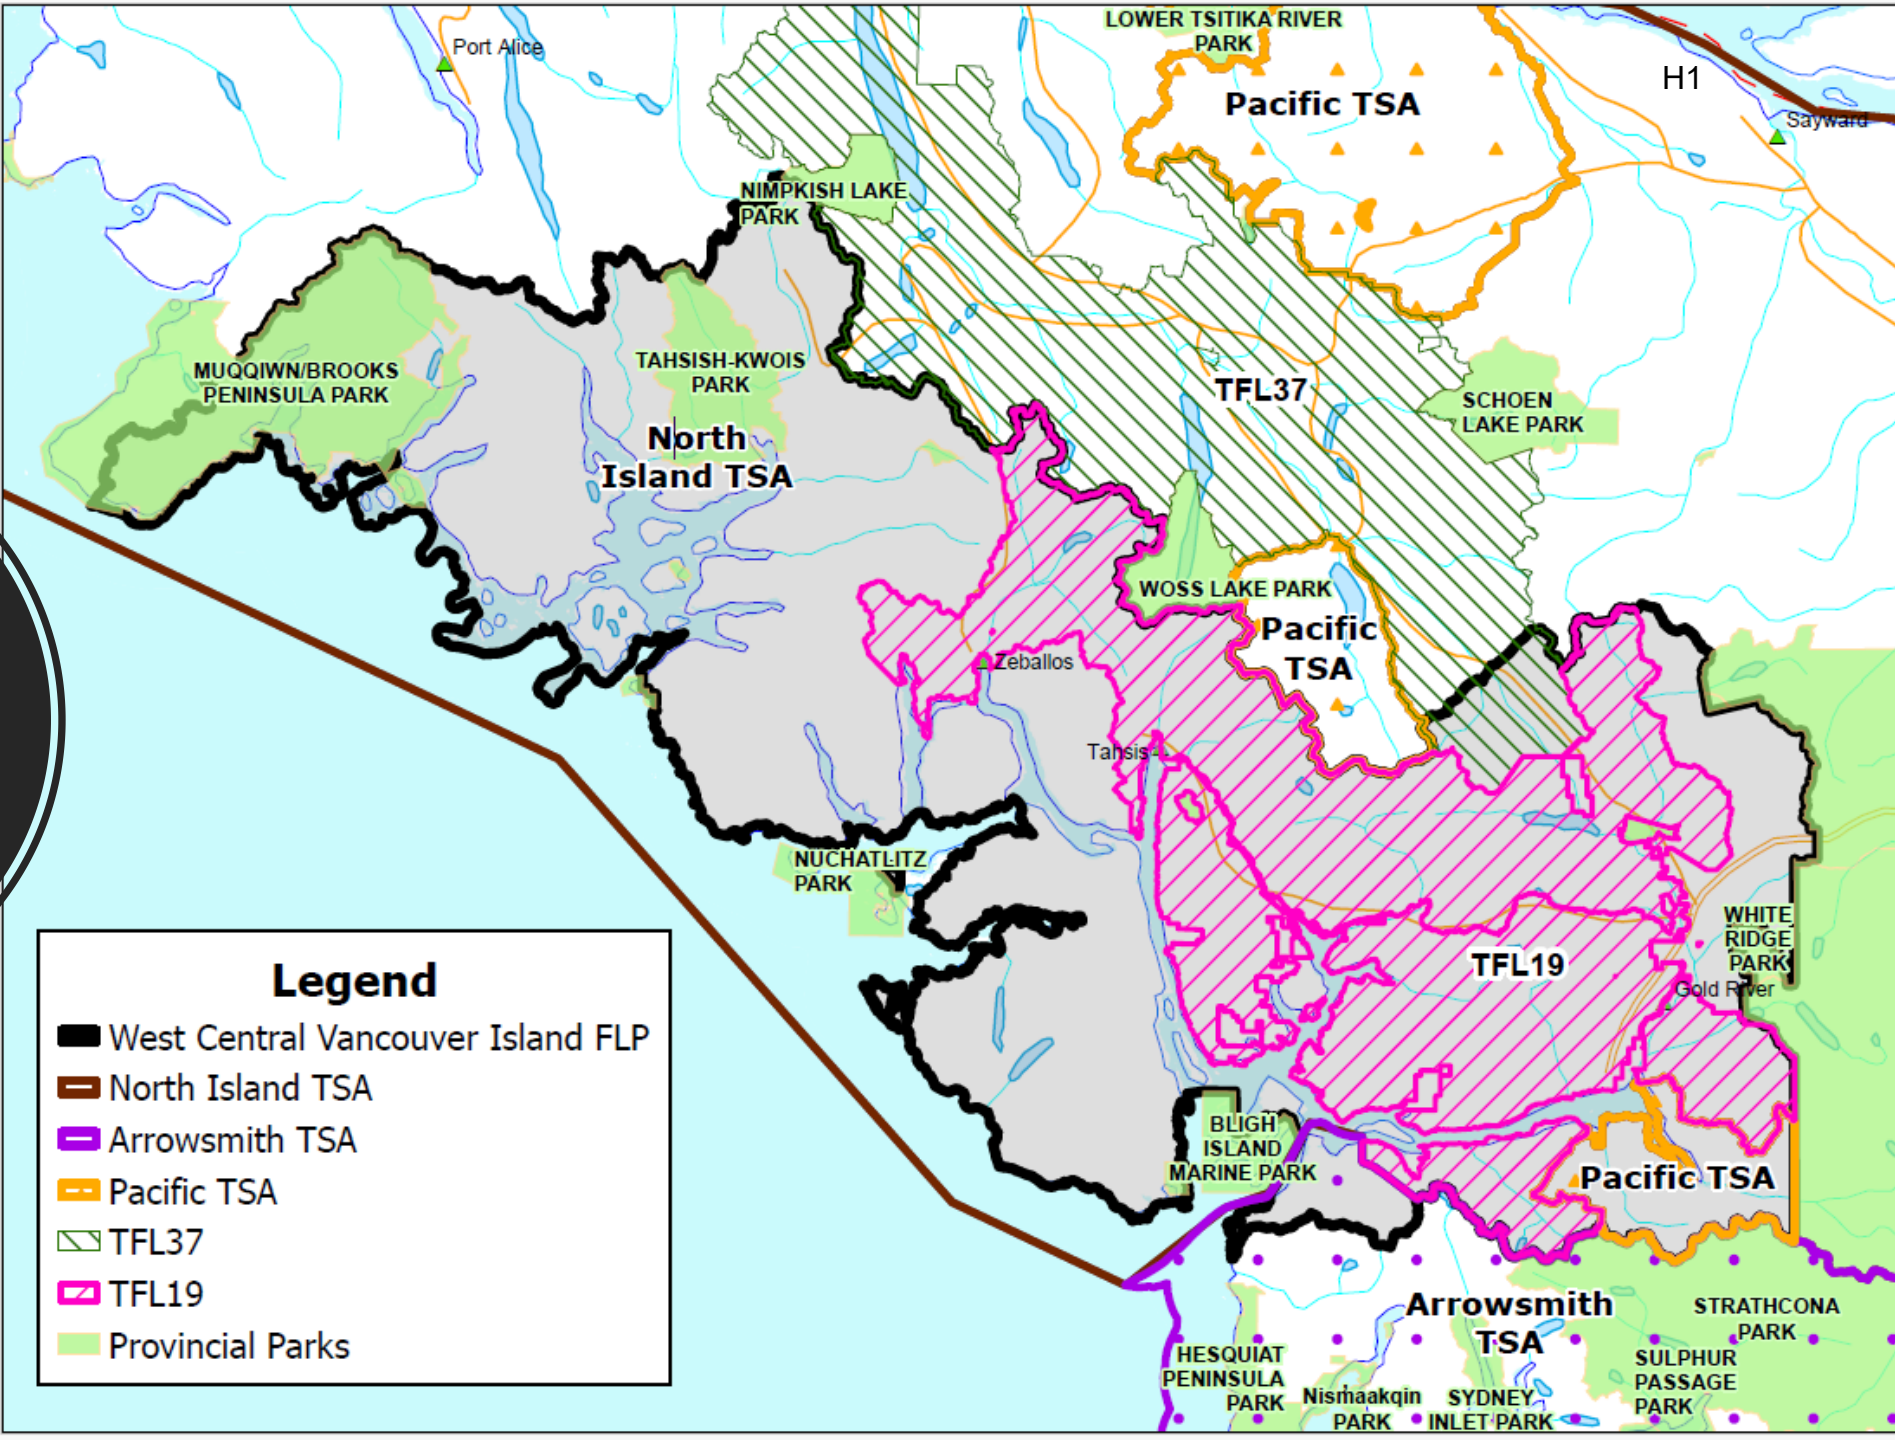 LOWER TSITIKA RIVER
PARK
Port Alice
H1
Pacific TSA
Sayward
NIMPKISH LAKE
PARK
MUQQIWN/BROOKS
PENINSULA PARK
TAHSISH-KWOIS
PARK
TFL37
SCHOEN
LAKE PARK
North
Island TSA
WOSS LAKE PARK
Pacific
TSA
Zeballos
Tahsis
NUCHATLITZ
PARK
WHITE
RIDGE
PARK
TFL19
Gold River
BLIGH
ISLAND
MARINE PARK
Pacific TSA
Arrowsmith
TSA
STRATHCONA
PARK
HESQUIAT
PENINSULA
PARK
SULPHUR
PASSAGE
PARK
Nismaakqin
PARK
SYDNEY
INLET PARK
Legend
West Central Vancouver Island FLP
North Island TSA
Arrowsmith TSA
Pacific TSA
TFL37
TFL19
Provincial Parks